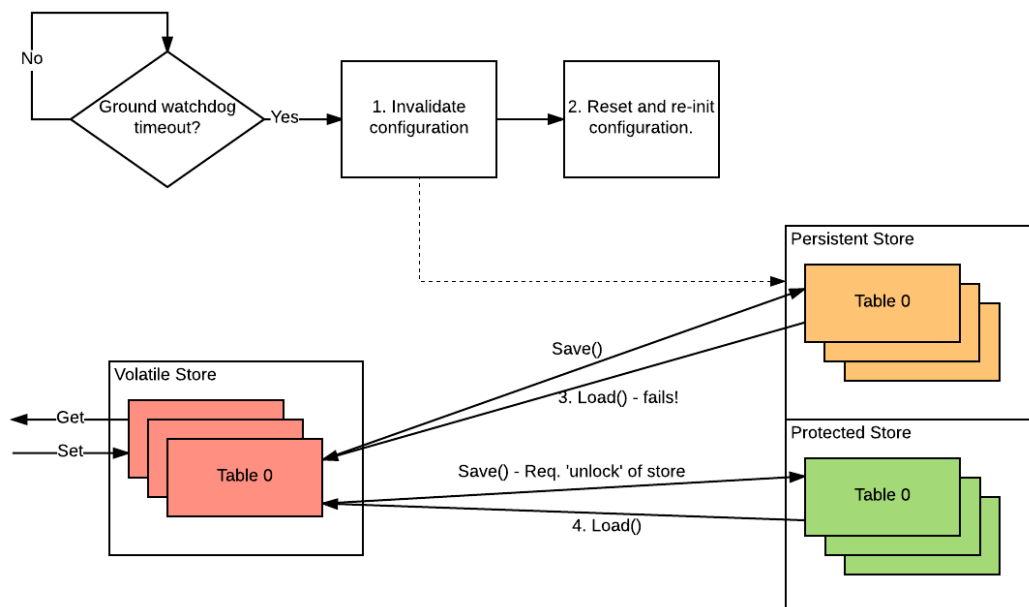 No
Ground watchdog
timeout?
Yes
1. Invalidate
configuration
2. Reset and re-init
configuration.
Persistent Store
Table 0
Save()
3. Load() - fails!
Volatile Store
Get
Set
Table 0
Protected Store
Table 0
Save() - Req. 'unlock' of store
4. Load()